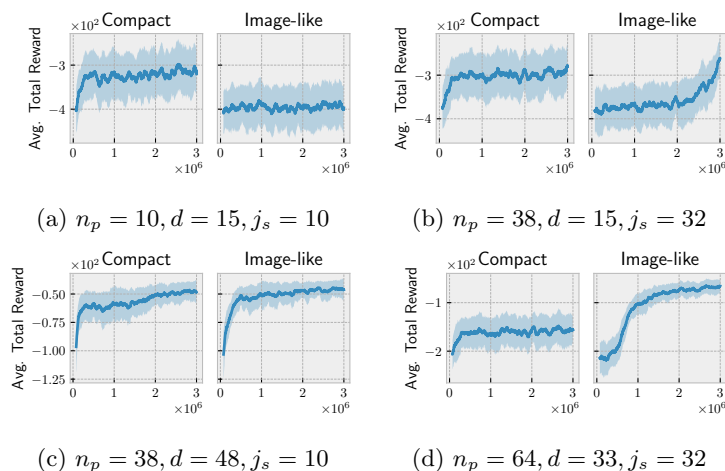 Compact Image-like Compact Image-like
×10² ×10²
Avg. Total Reward Avg. Total Reward
−3 −3
−4 −4
0 1 2 3 0 1 2 3 0 1 2 3 0 1 2 3
×10⁶ ×10⁶ ×10⁶ ×10⁶
(a) n_p = 10, d = 15, j_s = 10 (b) n_p = 38, d = 15, j_s = 32
Compact Image-like Compact Image-like
×10² ×10²
Avg. Total Reward Avg. Total Reward
−0.50 −1
−0.75
−1.00 −2
−1.25
0 1 2 3 0 1 2 3 0 1 2 3 0 1 2 3
×10⁶ ×10⁶ ×10⁶ ×10⁶
(c) n_p = 38, d = 48, j_s = 10 (d) n_p = 64, d = 33, j_s = 32